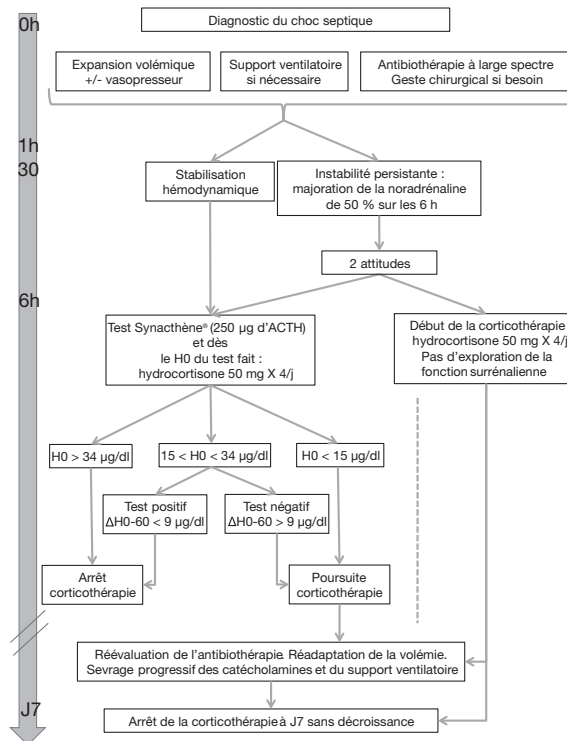 0h
Diagnostic du choc septique
Expansion volémique
+/- vasopresseur
Support ventilatoire
si nécessaire
Antibiothérapie à large spectre
Geste chirurgical si besoin
1h
30
Stabilisation
hémodynamique
Instabilité persistante :
majoration de la noradrénaline
de 50 % sur les 6 h
2 attitudes
6h
Test Synacthène® (250 µg d'ACTH)
et dès
le H0 du test fait :
hydrocortisone 50 mg X 4/j
Début de la corticothérapie
hydrocortisone 50 mg X 4/j
Pas d'exploration de la
fonction surrénalienne
H0 > 34 µg/dl
15 < H0 < 34 µg/dl
H0 < 15 µg/dl
Test positif
ΔH0-60 < 9 µg/dl
Test négatif
ΔH0-60 > 9 µg/dl
Arrêt
corticothérapie
Poursuite
corticothérapie
Réévaluation de l'antibiothérapie. Réadaptation de la volémie.
Sevrage progressif des catécholamines et du support ventilatoire
J7
Arrêt de la corticothérapie à J7 sans décroissance